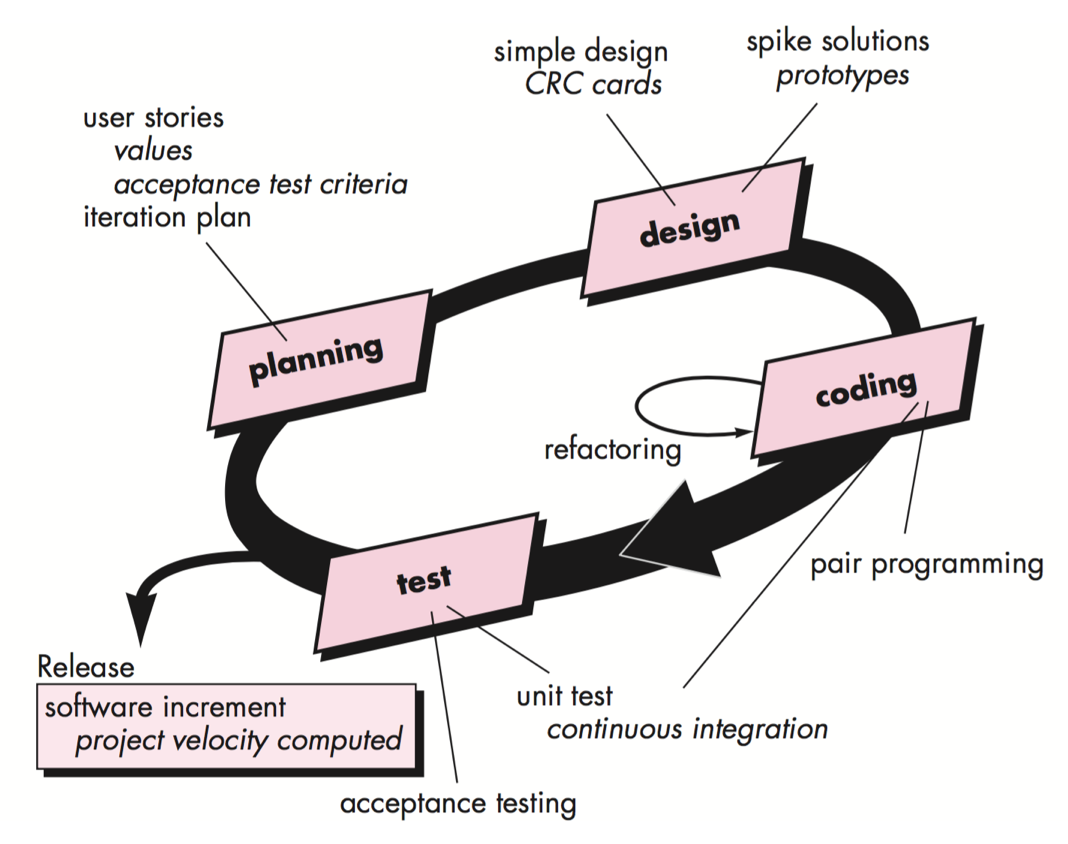 simple design
CRC cards
spike solutions
prototypes
user stories
values
acceptance test criteria
iteration plan
design
planning
coding
refactoring
test
pair programming
Release
software increment
project velocity computed
unit test
continuous integration
acceptance testing